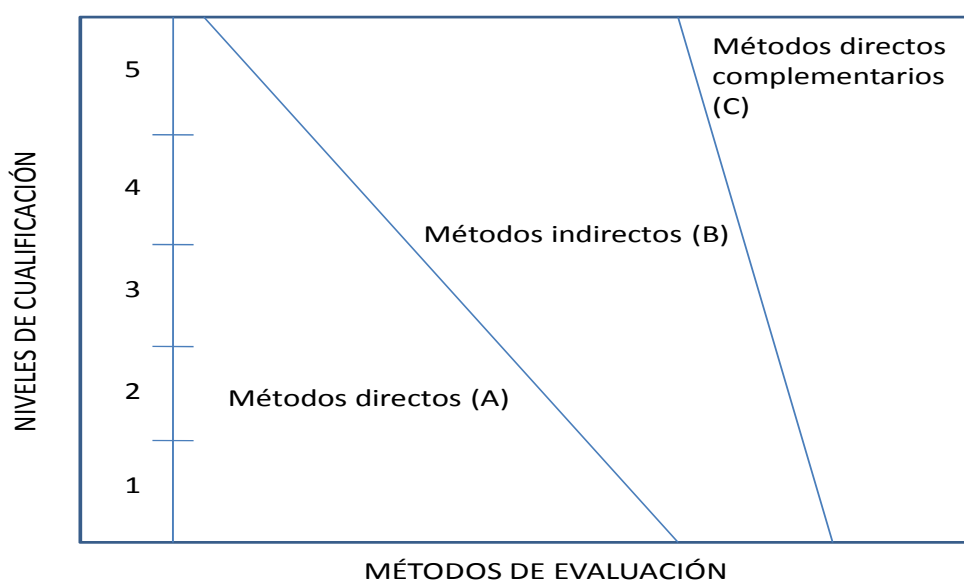 NIVELES DE CUALIFICACIÓN
5
4
3
2
1
Métodos directos
complementarios
(C)
Métodos indirectos (B)
Métodos directos (A)
MÉTODOS DE EVALUACIÓN